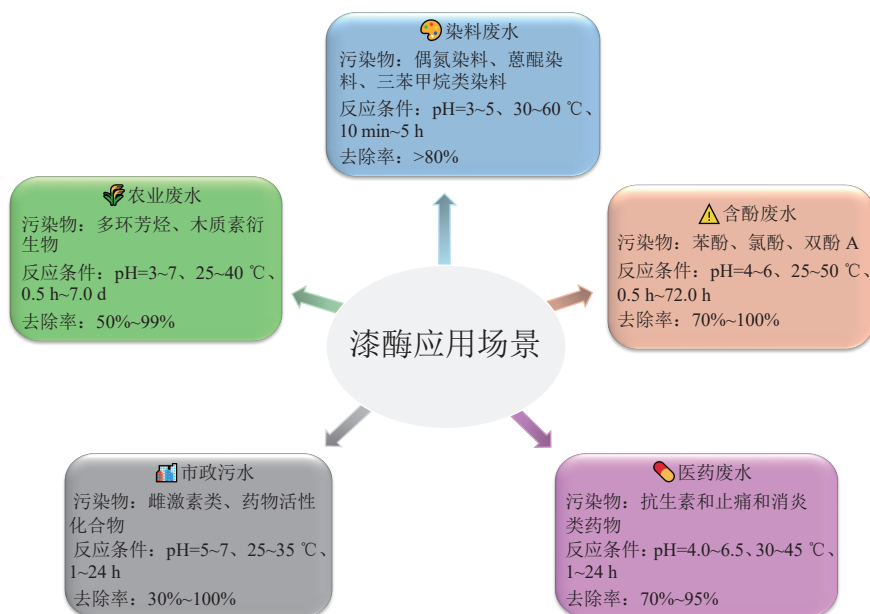 染料废水
污染物：偶氮染料、蒽醌染
料、三苯甲烷类染料
反应条件：pH=3~5、30~60 ℃、
10 min~5 h
去除率：>80%
农业废水
污染物：多环芳烃、木质素衍
生物
反应条件：pH=3~7、25~40 ℃、
0.5 h~7.0 d
去除率：50%~99%
含酚废水
污染物：苯酚、氯酚、双酚 A
反应条件：pH=4~6、25~50 ℃、
0.5 h~72.0 h
去除率：70%~100%
漆酶应用场景
市政污水
污染物：雌激素类、药物活性
化合物
反应条件：pH=5~7、25~35 ℃、
1~24 h
去除率：30%~100%
医药废水
污染物：抗生素和止痛和消炎
类药物
反应条件：pH=4.0~6.5、30~45 ℃、
1~24 h
去除率：70%~95%